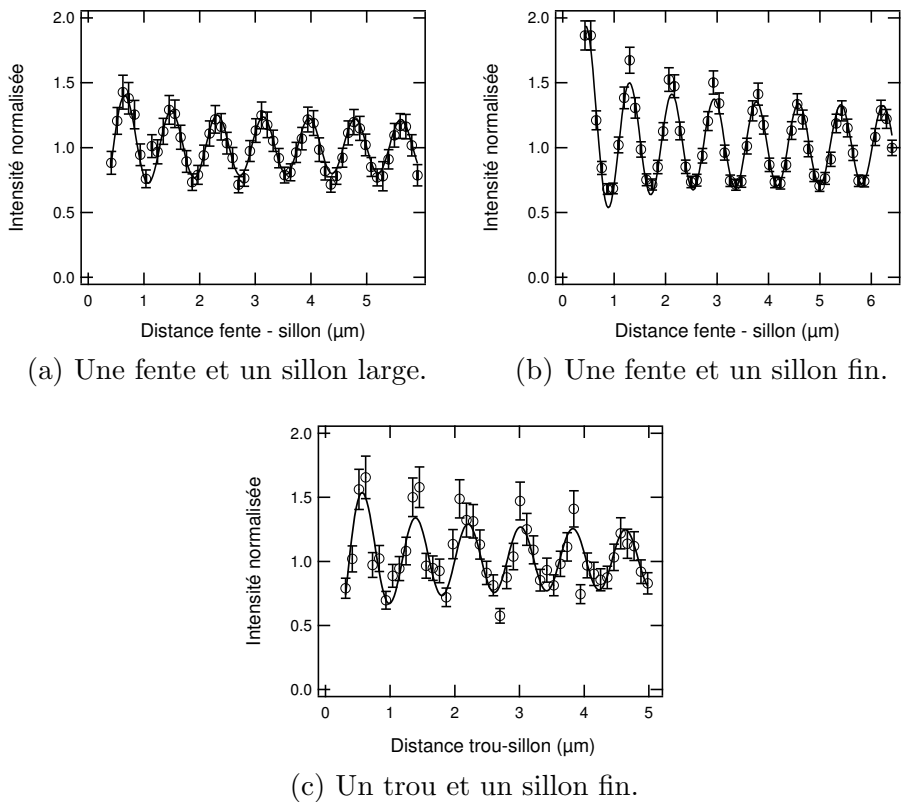 2.0
1.5
1.0
0.5
0.0
Intensité normalisée
0 1 2 3 4 5
Distance fente - sillon (µm)
(a) Une fente et un sillon large.
2.0
1.5
1.0
0.5
0.0
Intensité normalisée
0 1 2 3 4 5 6
Distance fente - sillon (µm)
(b) Une fente et un sillon fin.
2.0
1.5
1.0
0.5
0.0
Intensité normalisée
0 1 2 3 4 5
Distance trou-sillon (µm)
(c) Un trou et un sillon fin.